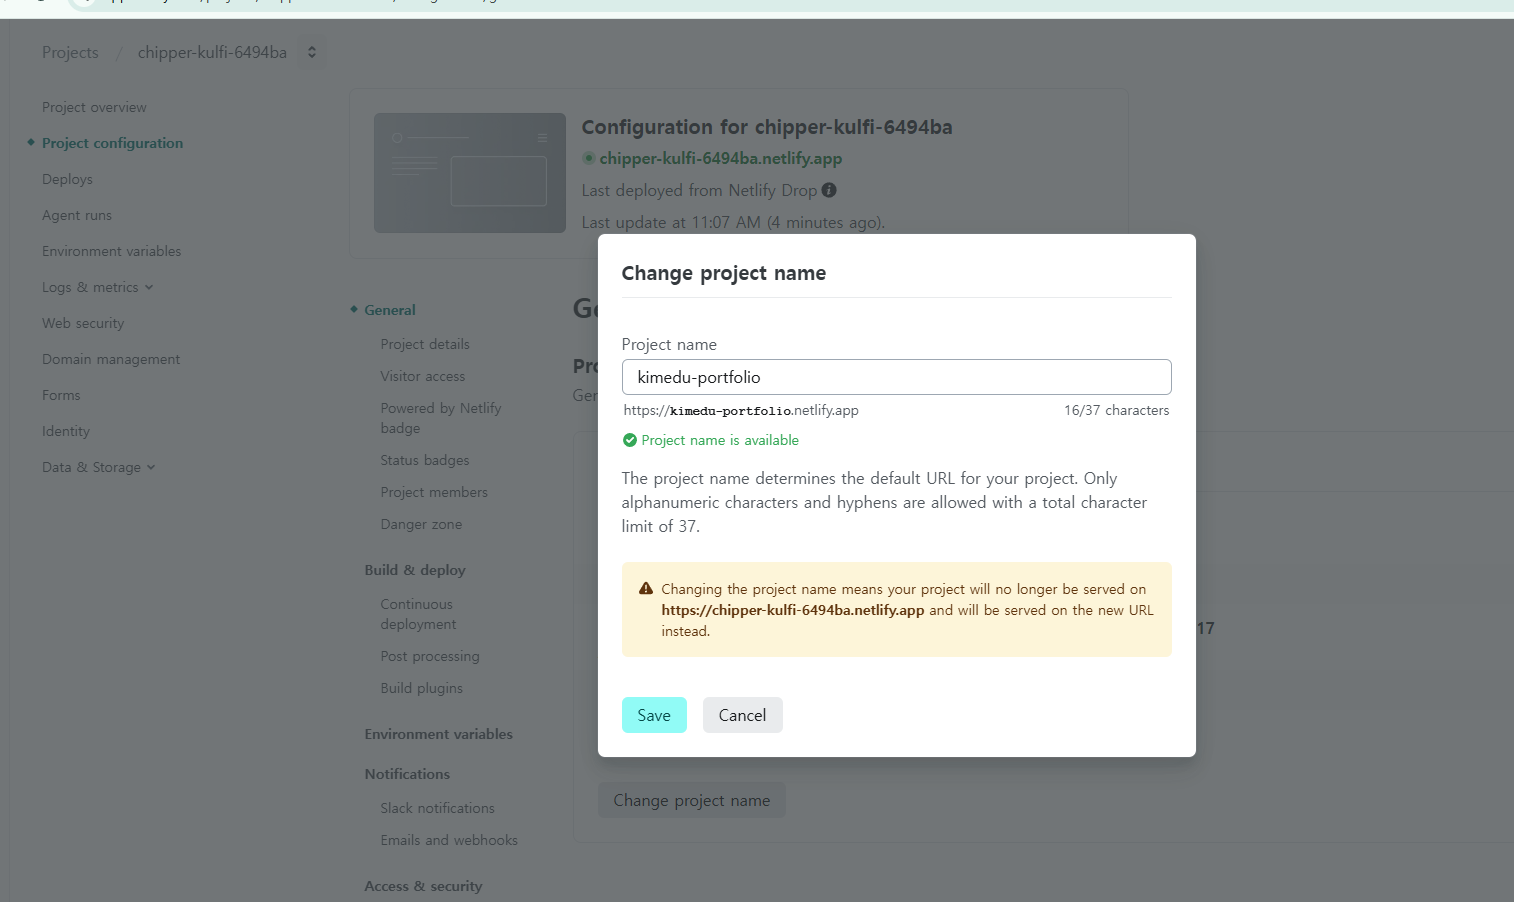 Projects / chipper-kulfi-6494ba
Project overview
Project configuration
Deploys
Agent runs
Environment variables
Logs & metrics
Web security
Domain management
Forms
Identity
Data & Storage
Configuration for chipper-kulfi-6494ba
chipper-kulfi-6494ba.netlify.app
Last deployed from Netlify Drop
Last update at 11:07 AM (4 minutes ago).
General
Project details
Visitor access
Powered by Netlify
badge
Status badges
Project members
Danger zone
Build & deploy
Continuous
deployment
Post processing
Build plugins
Environment variables
Notifications
Slack notifications
Emails and webhooks
Access & security
Change project name
Project name
kimedu-portfolio
https://kimedu-portfolio.netlify.app 16/37 characters
Project name is available
The project name determines the default URL for your project. Only
alphanumeric characters and hyphens are allowed with a total character
limit of 37.
Changing the project name means your project will no longer be served on
https://chipper-kulfi-6494ba.netlify.app and will be served on the new URL
instead.
Save Cancel
17
Change project name